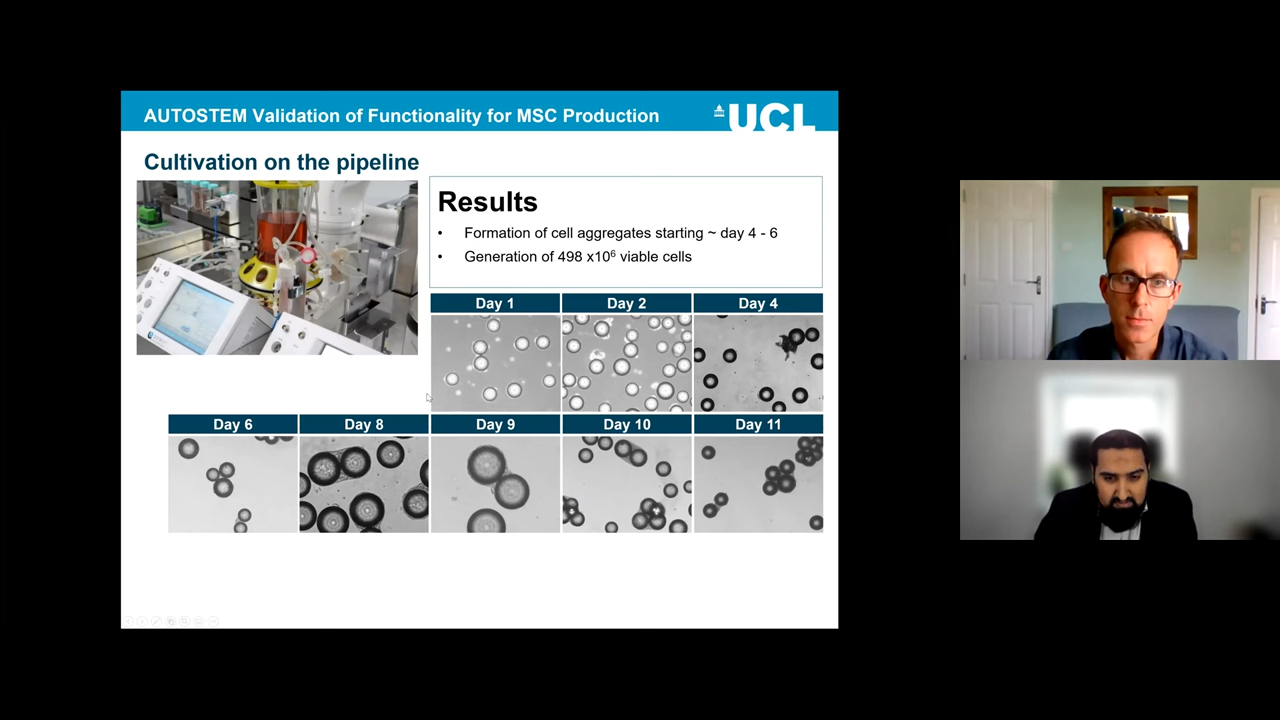 AUTOSTEM Validation of Functionality for MSC Production
UCL
Cultivation on the pipeline
Results
• Formation of cell aggregates starting ~ day 4 - 6
• Generation of 498 x10⁶ viable cells
Day 1
Day 2
Day 4
Day 6
Day 8
Day 9
Day 10
Day 11